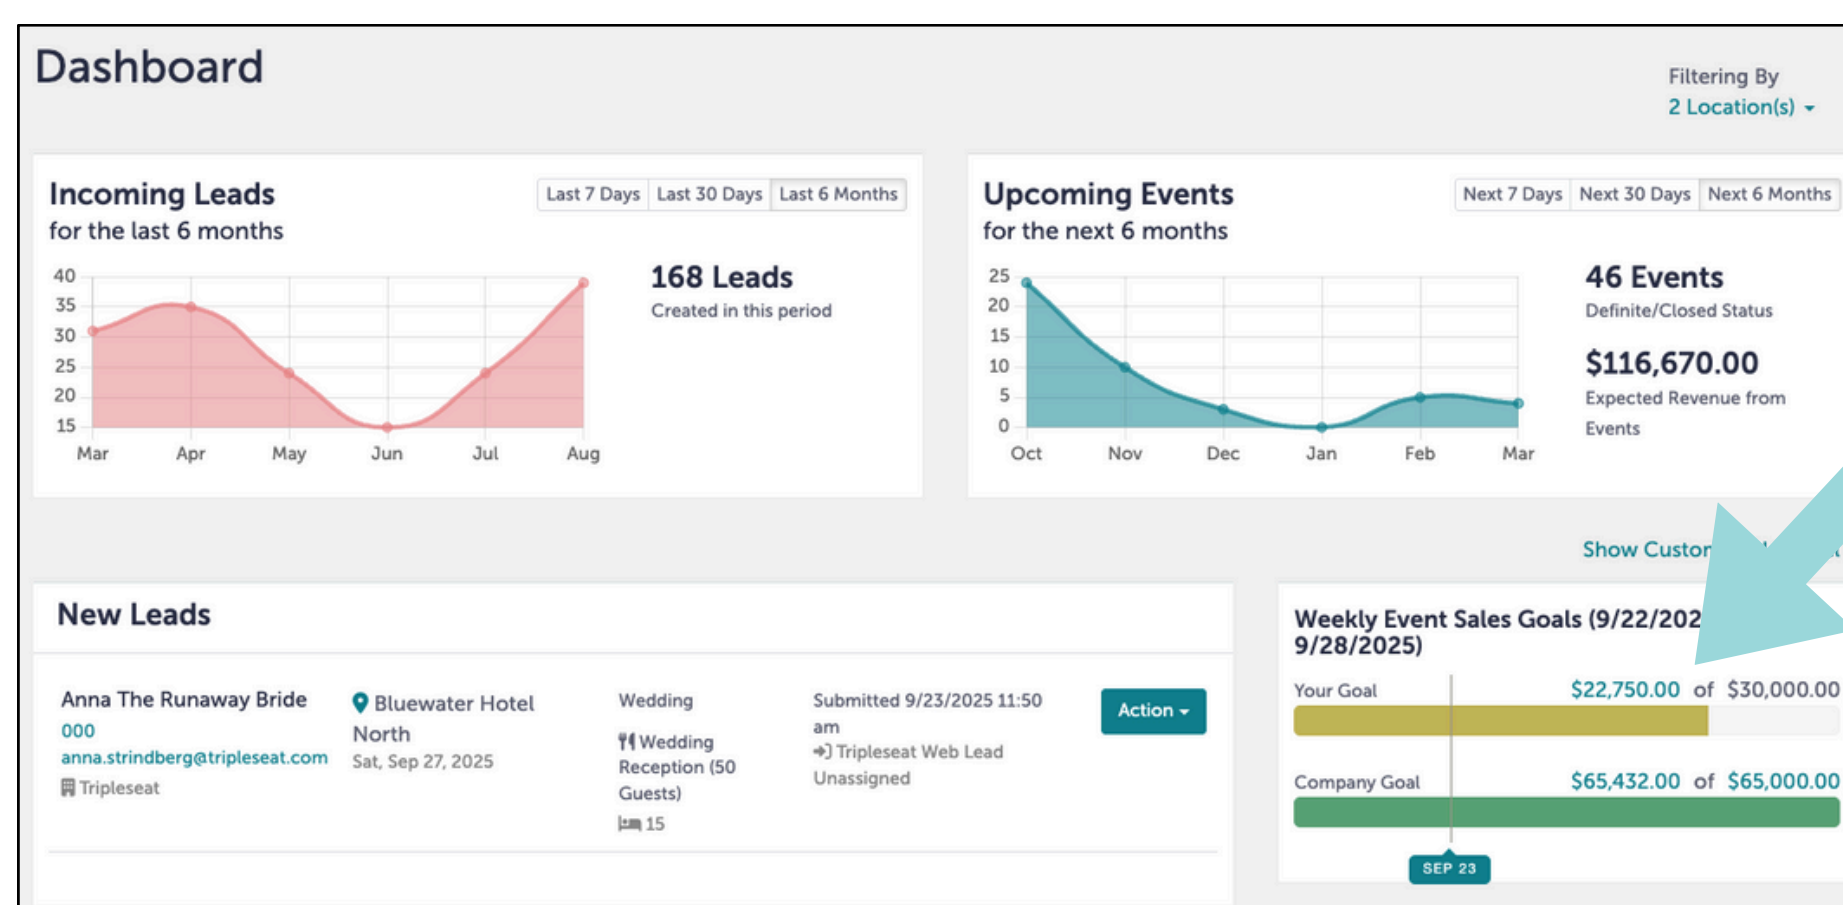 Dashboard
Filtering By
2 Location(s)
Incoming Leads
for the last 6 months
Last 7 Days
Last 30 Days
Last 6 Months
40
35
30
25
20
15
Mar
Apr
May
Jun
Jul
Aug
168 Leads
Created in this period
Upcoming Events
for the next 6 months
Next 7 Days
Next 30 Days
Next 6 Months
25
20
15
10
5
0
Oct
Nov
Dec
Jan
Feb
Mar
46 Events
Definite/Closed Status
$116,670.00
Expected Revenue from
Events
Show
New Leads
Anna The Runaway Bride
000
anna.strindberg@tripleseat.com
Tripleseat
Bluewater Hotel
North
Sat, Sep 27, 2025
Wedding
Wedding
Reception (50
Guests)
15
Submitted 9/23/2025 11:50
am
Tripleseat Web Lead
Unassigned
Action
Weekly Event Sales Goals (9/22/202
9/28/2025)
Your Goal
$22,750.00 of $30,000.00
Company Goal
$65,432.00 of $65,000.00
SEP 23